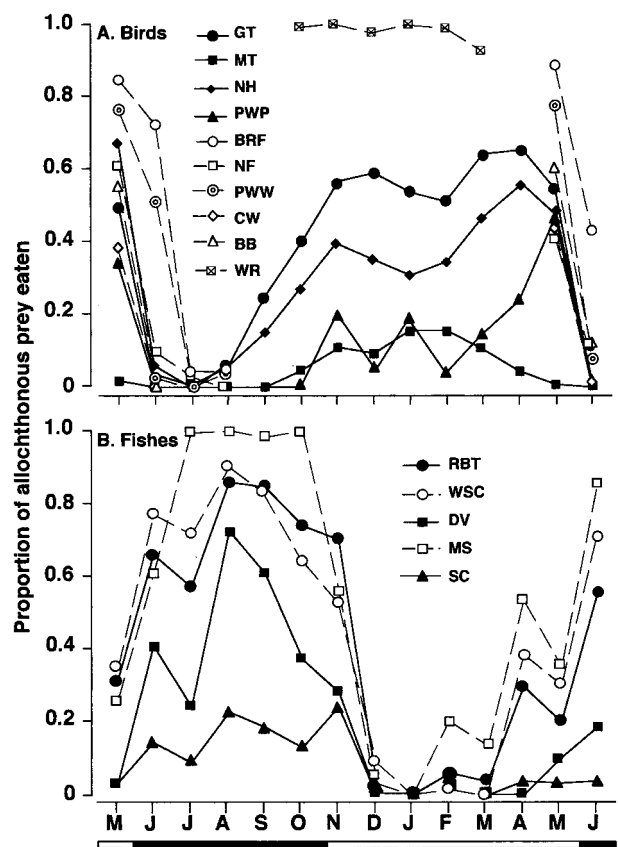 Proportion of allochthonous prey eaten
A. Birds
1.0
0.8
0.6
0.4
0.2
0
GT
MT
NH
PWP
BRF
NF
PWW
CW
BB
WR
B. Fishes
1.0
0.8
0.6
0.4
0.2
0
RBT
WSC
DV
MS
SC
M J J A S O N D J F M A M J